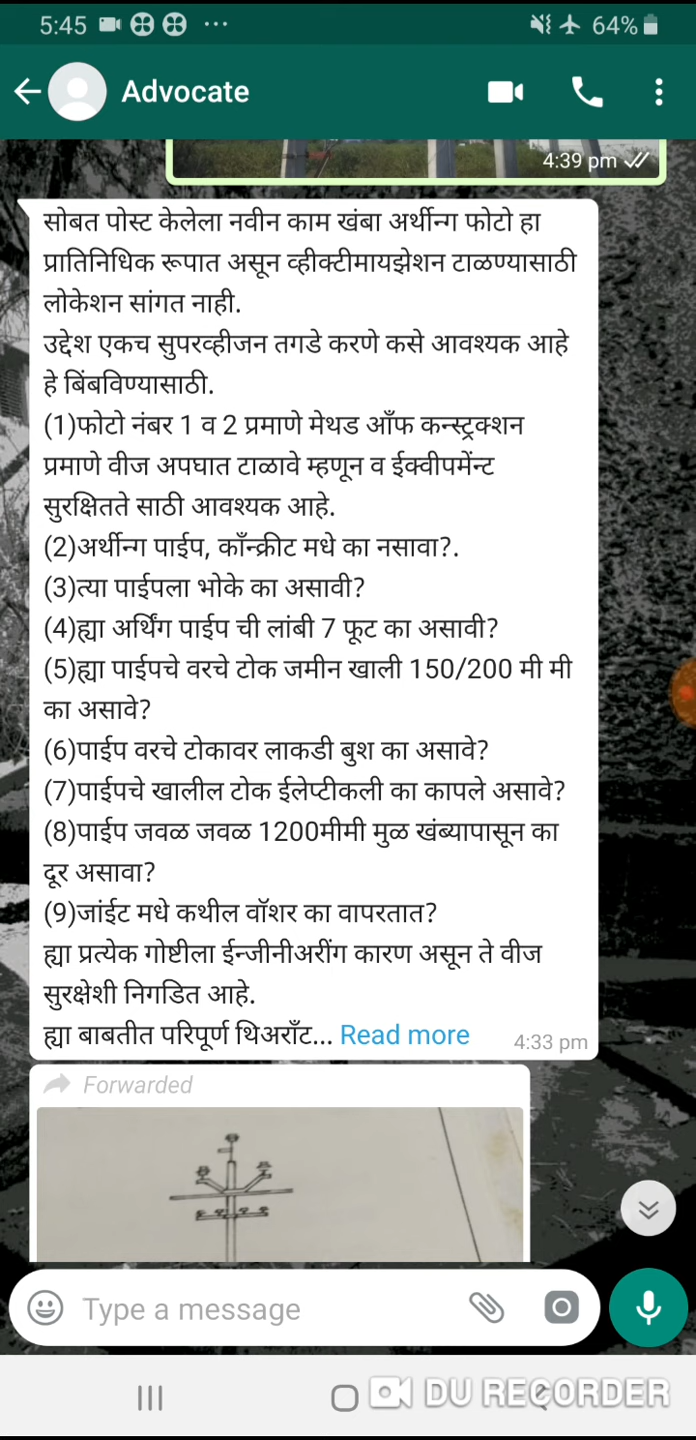 5:45 ... 64%
Advocate
4:39 pm
सोबत पोस्ट केलेला नवीन काम खंबा अर्थीन्ग फोटो हा
प्रातिनिधिक रूपात असून व्हीक्टीमायझेशन टाळण्यासाठी
लोकेशन सांगत नाही.
उद्देश एकच सुपरव्हीजन तगडे करणे कसे आवश्यक आहे
हे बिंबविण्यासाठी.
(1)फोटो नंबर 1 व 2 प्रमाणे मेथड ऑफ कन्स्ट्रक्शन
प्रमाणे वीज अपघात टाळावे म्हणून व ईक्वीपमेंन्ट
सुरक्षितते साठी आवश्यक आहे.
(2)अर्थीन्ग पाईप, काॅंन्क्रीट मधे का नसावा?.
(3)त्या पाईपला भोके का असावी?
(4)ह्या अर्थिंग पाईप ची लांबी 7 फूट का असावी?
(5)ह्या पाईपचे वरचे टोक जमीन खाली 150/200 मी मी
का असावे?
(6)पाईप वरचे टोकावर लाकडी बुश का असावे?
(7)पाईपचे खालील टोक ईलेप्टीकली का कापले असावे?
(8)पाईप जवळ जवळ 1200मीमी मुळ खंब्यापासून का
दूर असावा?
(9)जांईट मधे कथील वॉशर का वापरतात?
ह्या प्रत्येक गोष्टीला ईन्जीनीअरींग कारण असून ते वीज
सुरक्षेशी निगडित आहे.
ह्या बाबतीत परिपूर्ण थिअराॅंट... Read more 4:33 pm
Forwarded
Type a message
DU RECORDER